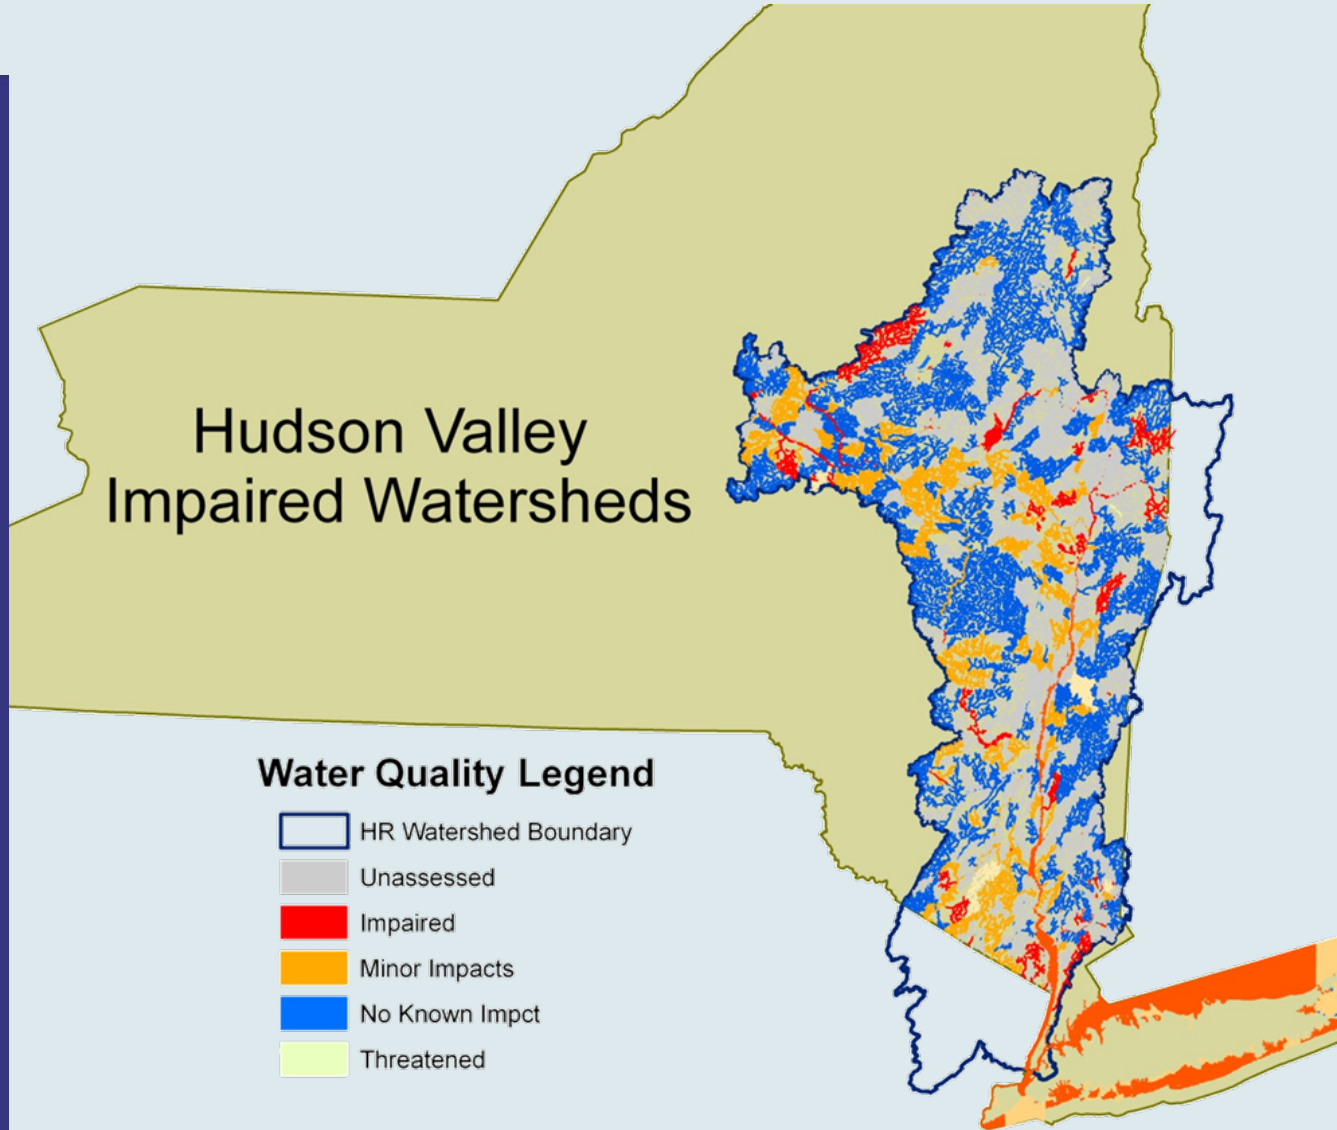 Hudson Valley
Impaired Watersheds
Water Quality Legend
HR Watershed Boundary
Unassessed
Impaired
Minor Impacts
No Known Impct
Threatened